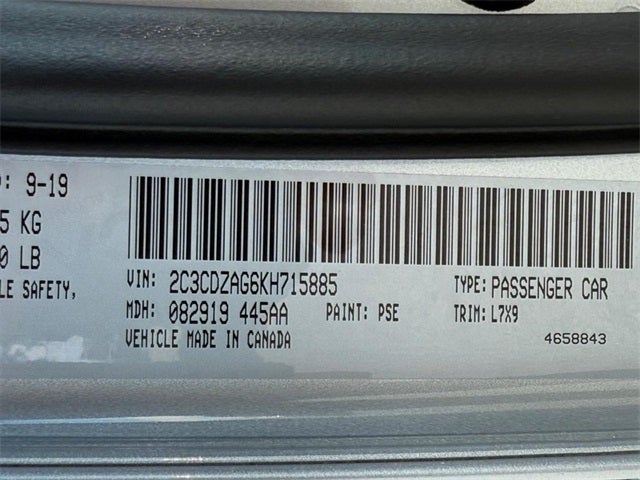 : 9-19
5 KG
0 LB
LE SAFETY,
VIN: 2C3CDZAG6KH715885 TYPE: PASSENGER CAR
MDH: 082919 445AA PAINT: PSE TRIM: L7X9
VEHICLE MADE IN CANADA 4658843